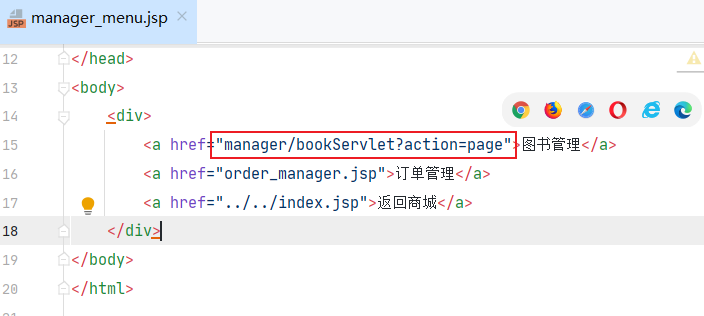 manager_menu.jsp
12 </head>
13 <body>
14 <div>
15 <a href="manager/bookServlet?action=page">图书管理</a>
16 <a href="order_manager.jsp">订单管理</a>
17 <a href="../../index.jsp">返回商城</a>
18 </div>
19 </body>
20 </html>